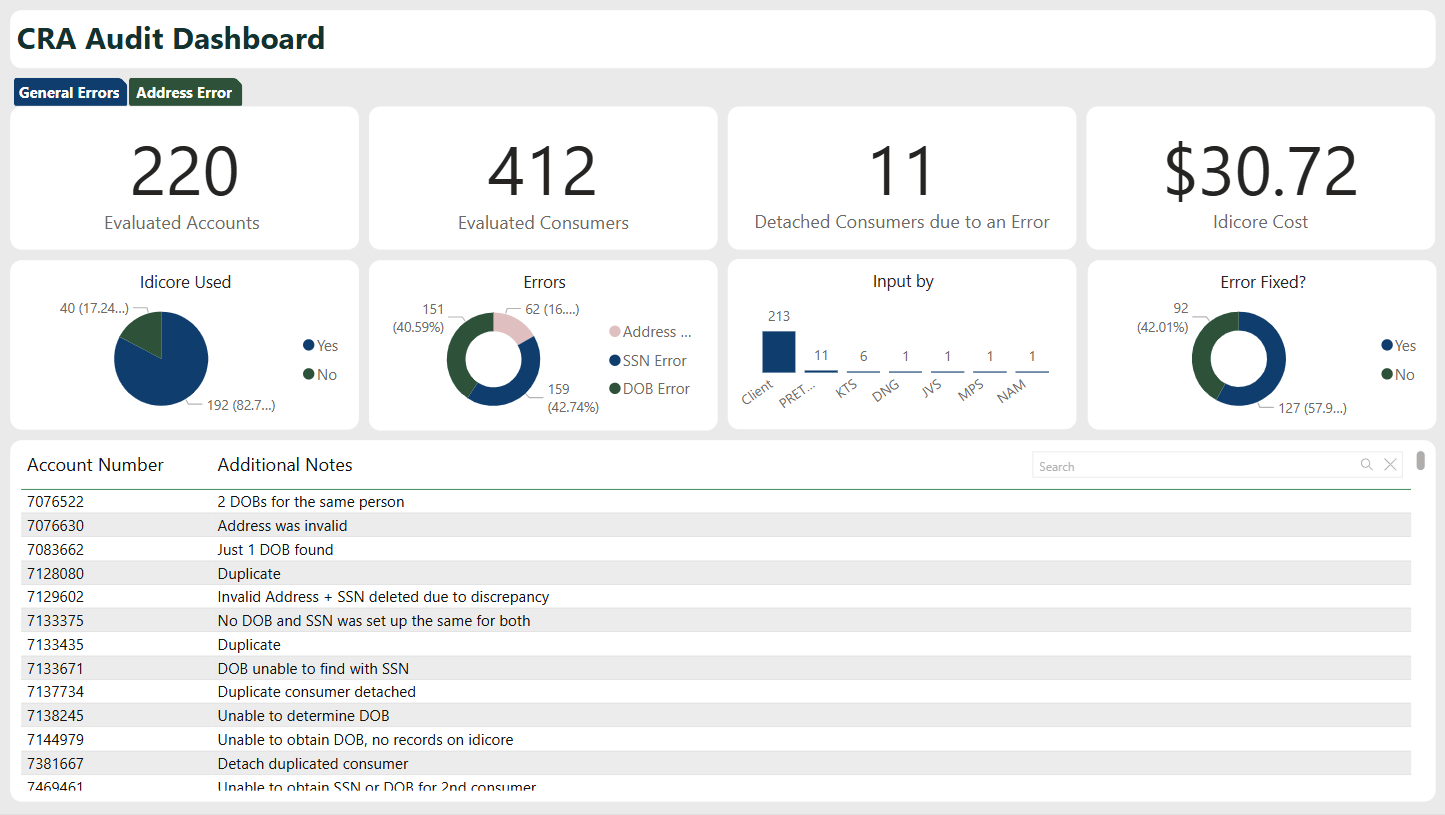 CRA Audit Dashboard
General Errors
Address Error
220
Evaluated Accounts
412
Evaluated Consumers
11
Detached Consumers due to an Error
$30.72
Idicore Cost
Idicore Used
40 (17.24...)
192 (82.7...)
Yes
No
Errors
151
(40.59%)
62 (16....)
159
(42.74%)
Address ...
SSN Error
DOB Error
Input by
213
11
6
1
1
1
1
Client
PRET...
KTS
DNG
JVS
MPS
NAM
Error Fixed?
92
(42.01%)
127 (57.9...)
Yes
No
Account Number Additional Notes
Search
7076522 2 DOBs for the same person
7076630 Address was invalid
7083662 Just 1 DOB found
7128080 Duplicate
7129602 Invalid Address + SSN deleted due to discrepancy
7133375 No DOB and SSN was set up the same for both
7133435 Duplicate
7133671 DOB unable to find with SSN
7137734 Duplicate consumer detached
7138245 Unable to determine DOB
7144979 Unable to obtain DOB, no records on idicore
7381667 Detach duplicated consumer
7469461 Unable to obtain SSN or DOB for 2nd consumer